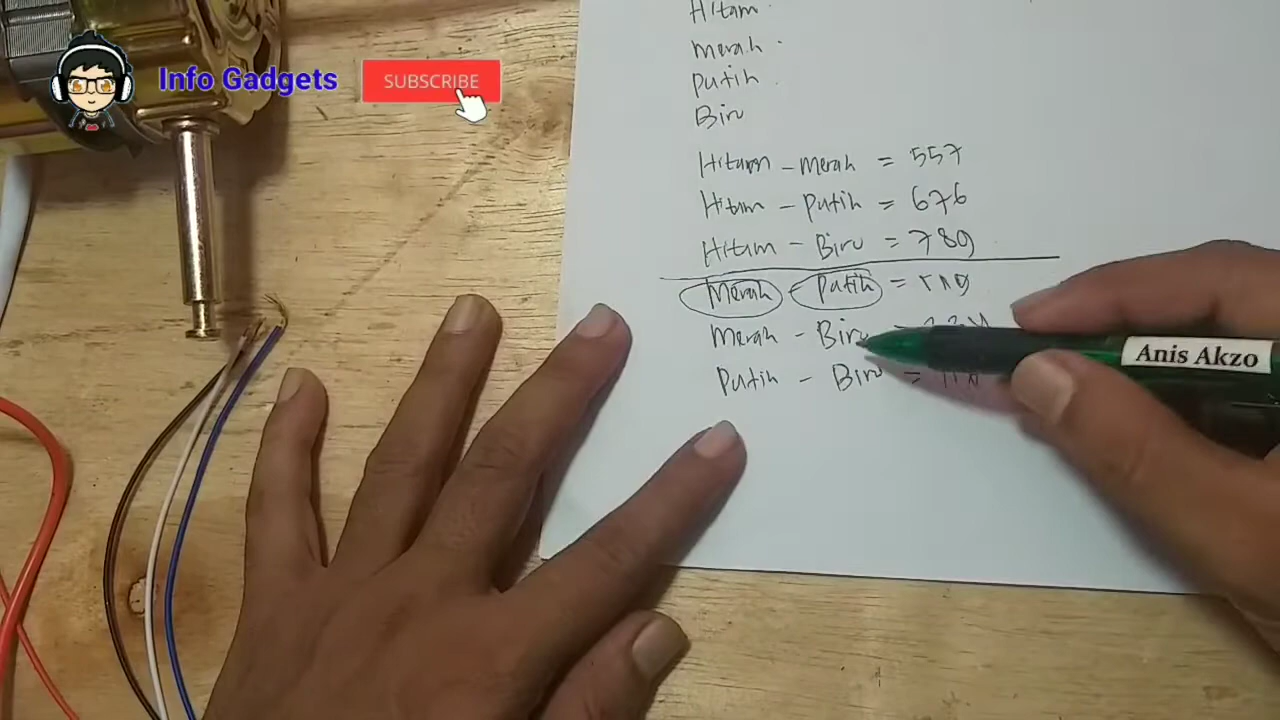 Info Gadgets
SUBSCRIBE
Hitam
Merah
Putih
Biru
Hitam - Merah = 557
Hitam - Putih = 676
Hitam - Biru = 789
Merah - Putih =
Merah - Biru =
Putih - Biru =
Anis Akzo